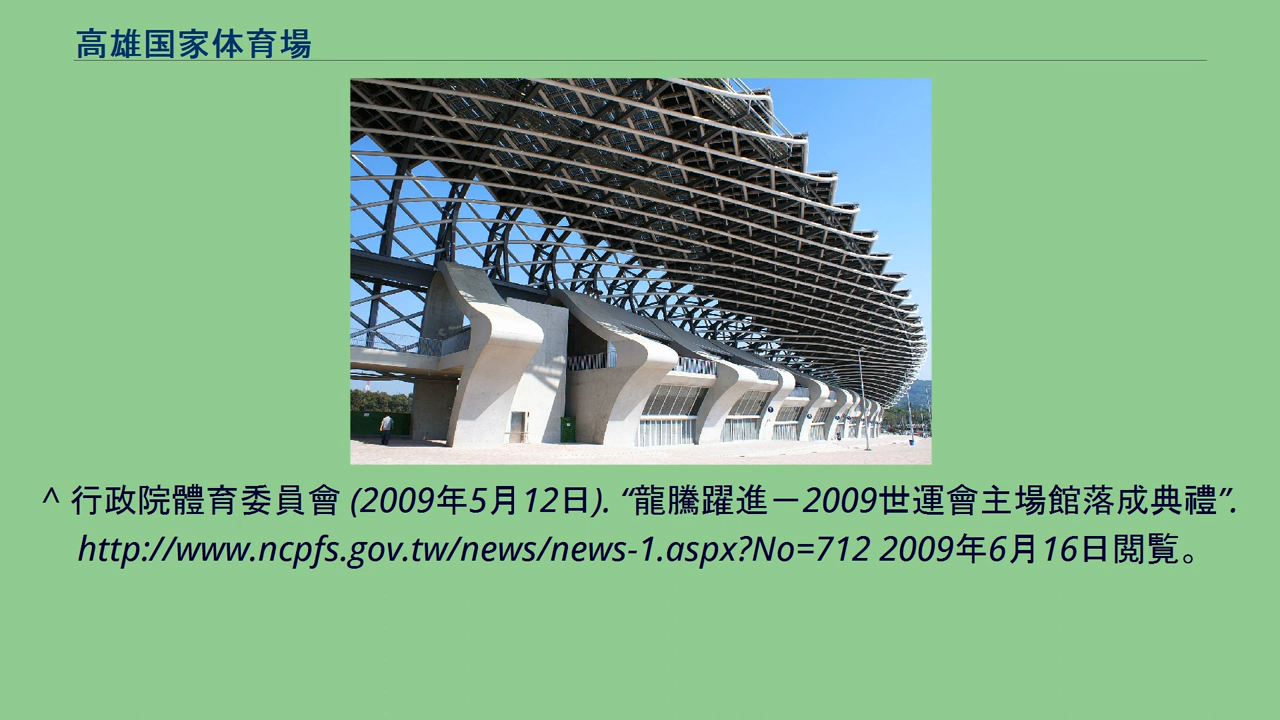 高雄国家体育場
^ 行政院體育委員會 (2009年5月12日). “龍騰躍進－2009世運會主場館落成典禮”.
http://www.ncpfs.gov.tw/news/news-1.aspx?No=712 2009年6月16日閲覧。